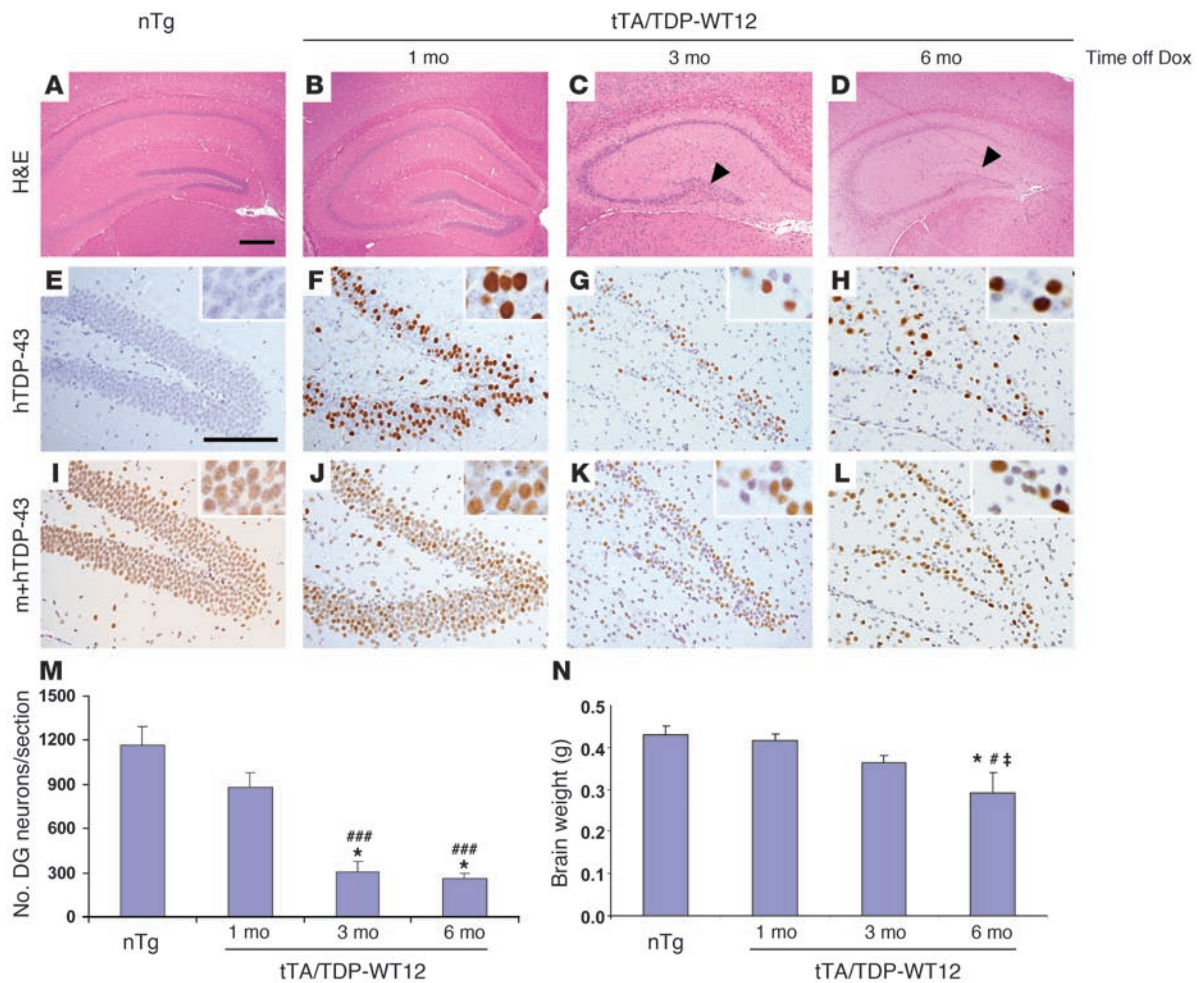 nTg
tTA/TDP-WT12
1 mo
3 mo
6 mo
Time off Dox
H&E
A
B
C
D
hTDP-43
E
F
G
H
m+hTDP-43
I
J
K
L
M
No. DG neurons/section
1500
1200
900
600
300
0
###
*
###
*
nTg
1 mo
3 mo
6 mo
tTA/TDP-WT12
N
Brain weight (g)
0.5
0.4
0.3
0.2
0.1
0.0
* # ‡
nTg
1 mo
3 mo
6 mo
tTA/TDP-WT12